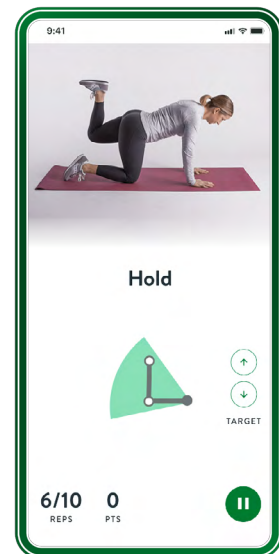 9:41
Hold
TARGET
6/10
REPS
0
PTS